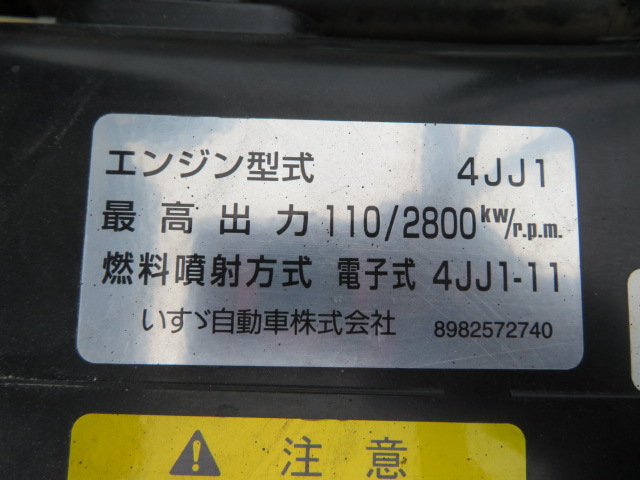 エンジン型式 4JJ1
最高出力 110/2800 kw/r.p.m.
燃料噴射方式 電子式 4JJ1-11
いすゞ自動車株式会社 8982572740
注意